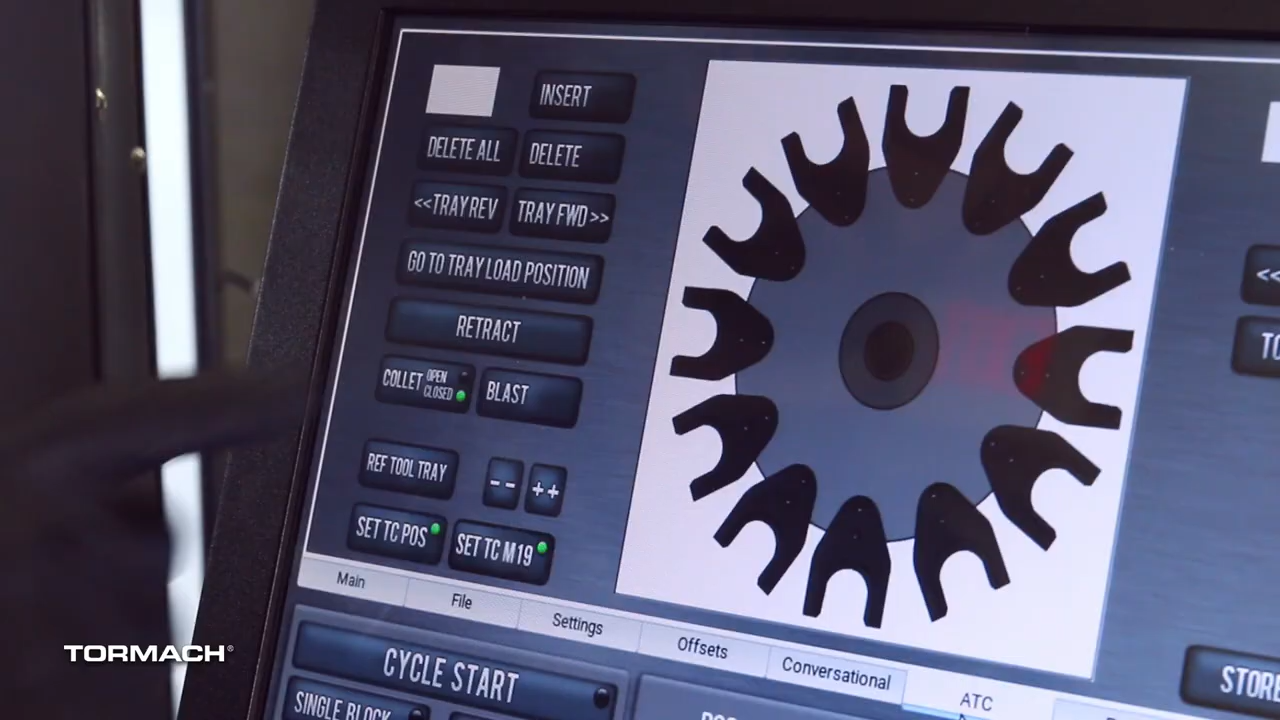 INSERT
DELETE ALL
DELETE
<<TRAY REV
TRAY FWD>>
GO TO TRAY LOAD POSITION
RETRACT
COLLET OPEN
CLOSED
BLAST
REF TOOL TRAY
--
++
SET TC POS
SET TC M19
Main
File
Settings
Offsets
Conversational
ATC
CYCLE START
SINGLE BLOCK
<<
STORE
TORMACH®